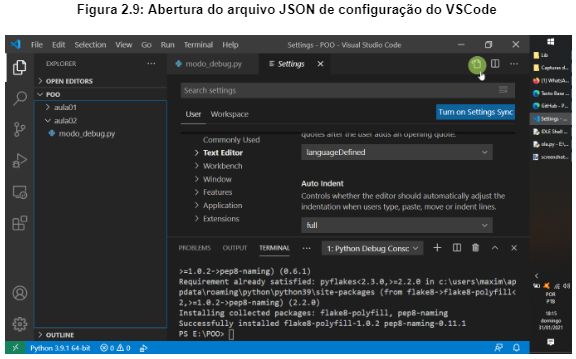 Figura 2.9: Abertura do arquivo JSON de configuração do VSCode
File Edit Selection View Go Run Terminal Help Settings - POO - Visual Studio Code
EXPLORER ...
OPEN EDITORS
POO
aula01
aula02
modo_debug.py
OUTLINE
modo_debug.py Settings
Search settings
User Workspace Turn on Settings Sync
Commonly Used
Text Editor
Workbench
Window
Features
Application
Extensions
quotes after the user adds an opening quote.
languageDefined
Auto Indent
Controls whether the editor should automatically adjust the
indentation when users type, paste, move or indent lines.
full
PROBLEMS OUTPUT TERMINAL ... 1: Python Debug Consc
>=1.0.2->pep8-naming) (0.6.1)
Requirement already satisfied: pyflakes<2.3.0,>=2.2.0 in c:\users\maxim\ap
pdata\roaming\python\python39\site-packages (from flake8->flake8-polyfill<
2,>=1.0.2->pep8-naming) (2.2.0)
Installing collected packages: flake8-polyfill, pep8-naming
Successfully installed flake8-polyfill-1.0.2 pep8-naming-0.11.1
PS E:\POO>
Python 3.9.1 64-bit 0 0
Lib
Capturas d...
(1) WhatsA...
Texto Base ...
GitHub - P...
Settings - ...
IDLE Shell ...
ola.py - E:\...
screenshot...
POR
PTB
18:15
domingo
31/01/2021